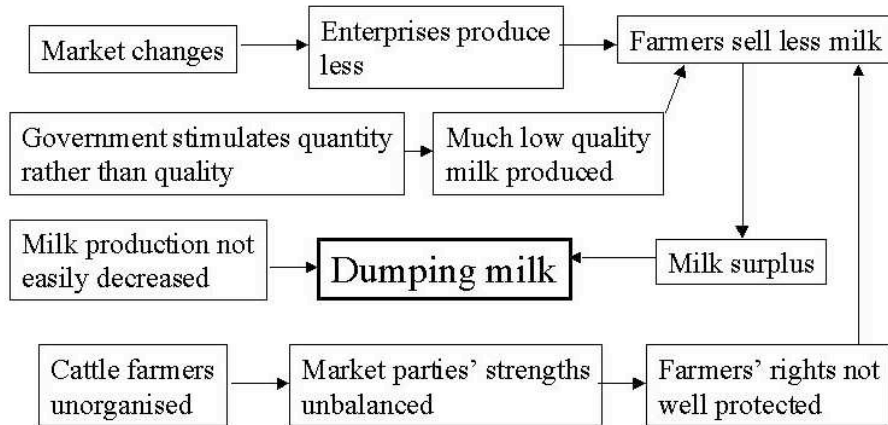 Market changes
Enterprises produce
less
Farmers sell less milk
Government stimulates quantity
rather than quality
Much low quality
milk produced
Milk production not
easily decreased
Dumping milk
Milk surplus
Cattle farmers
unorganised
Market parties’ strengths
unbalanced
Farmers’ rights not
well protected